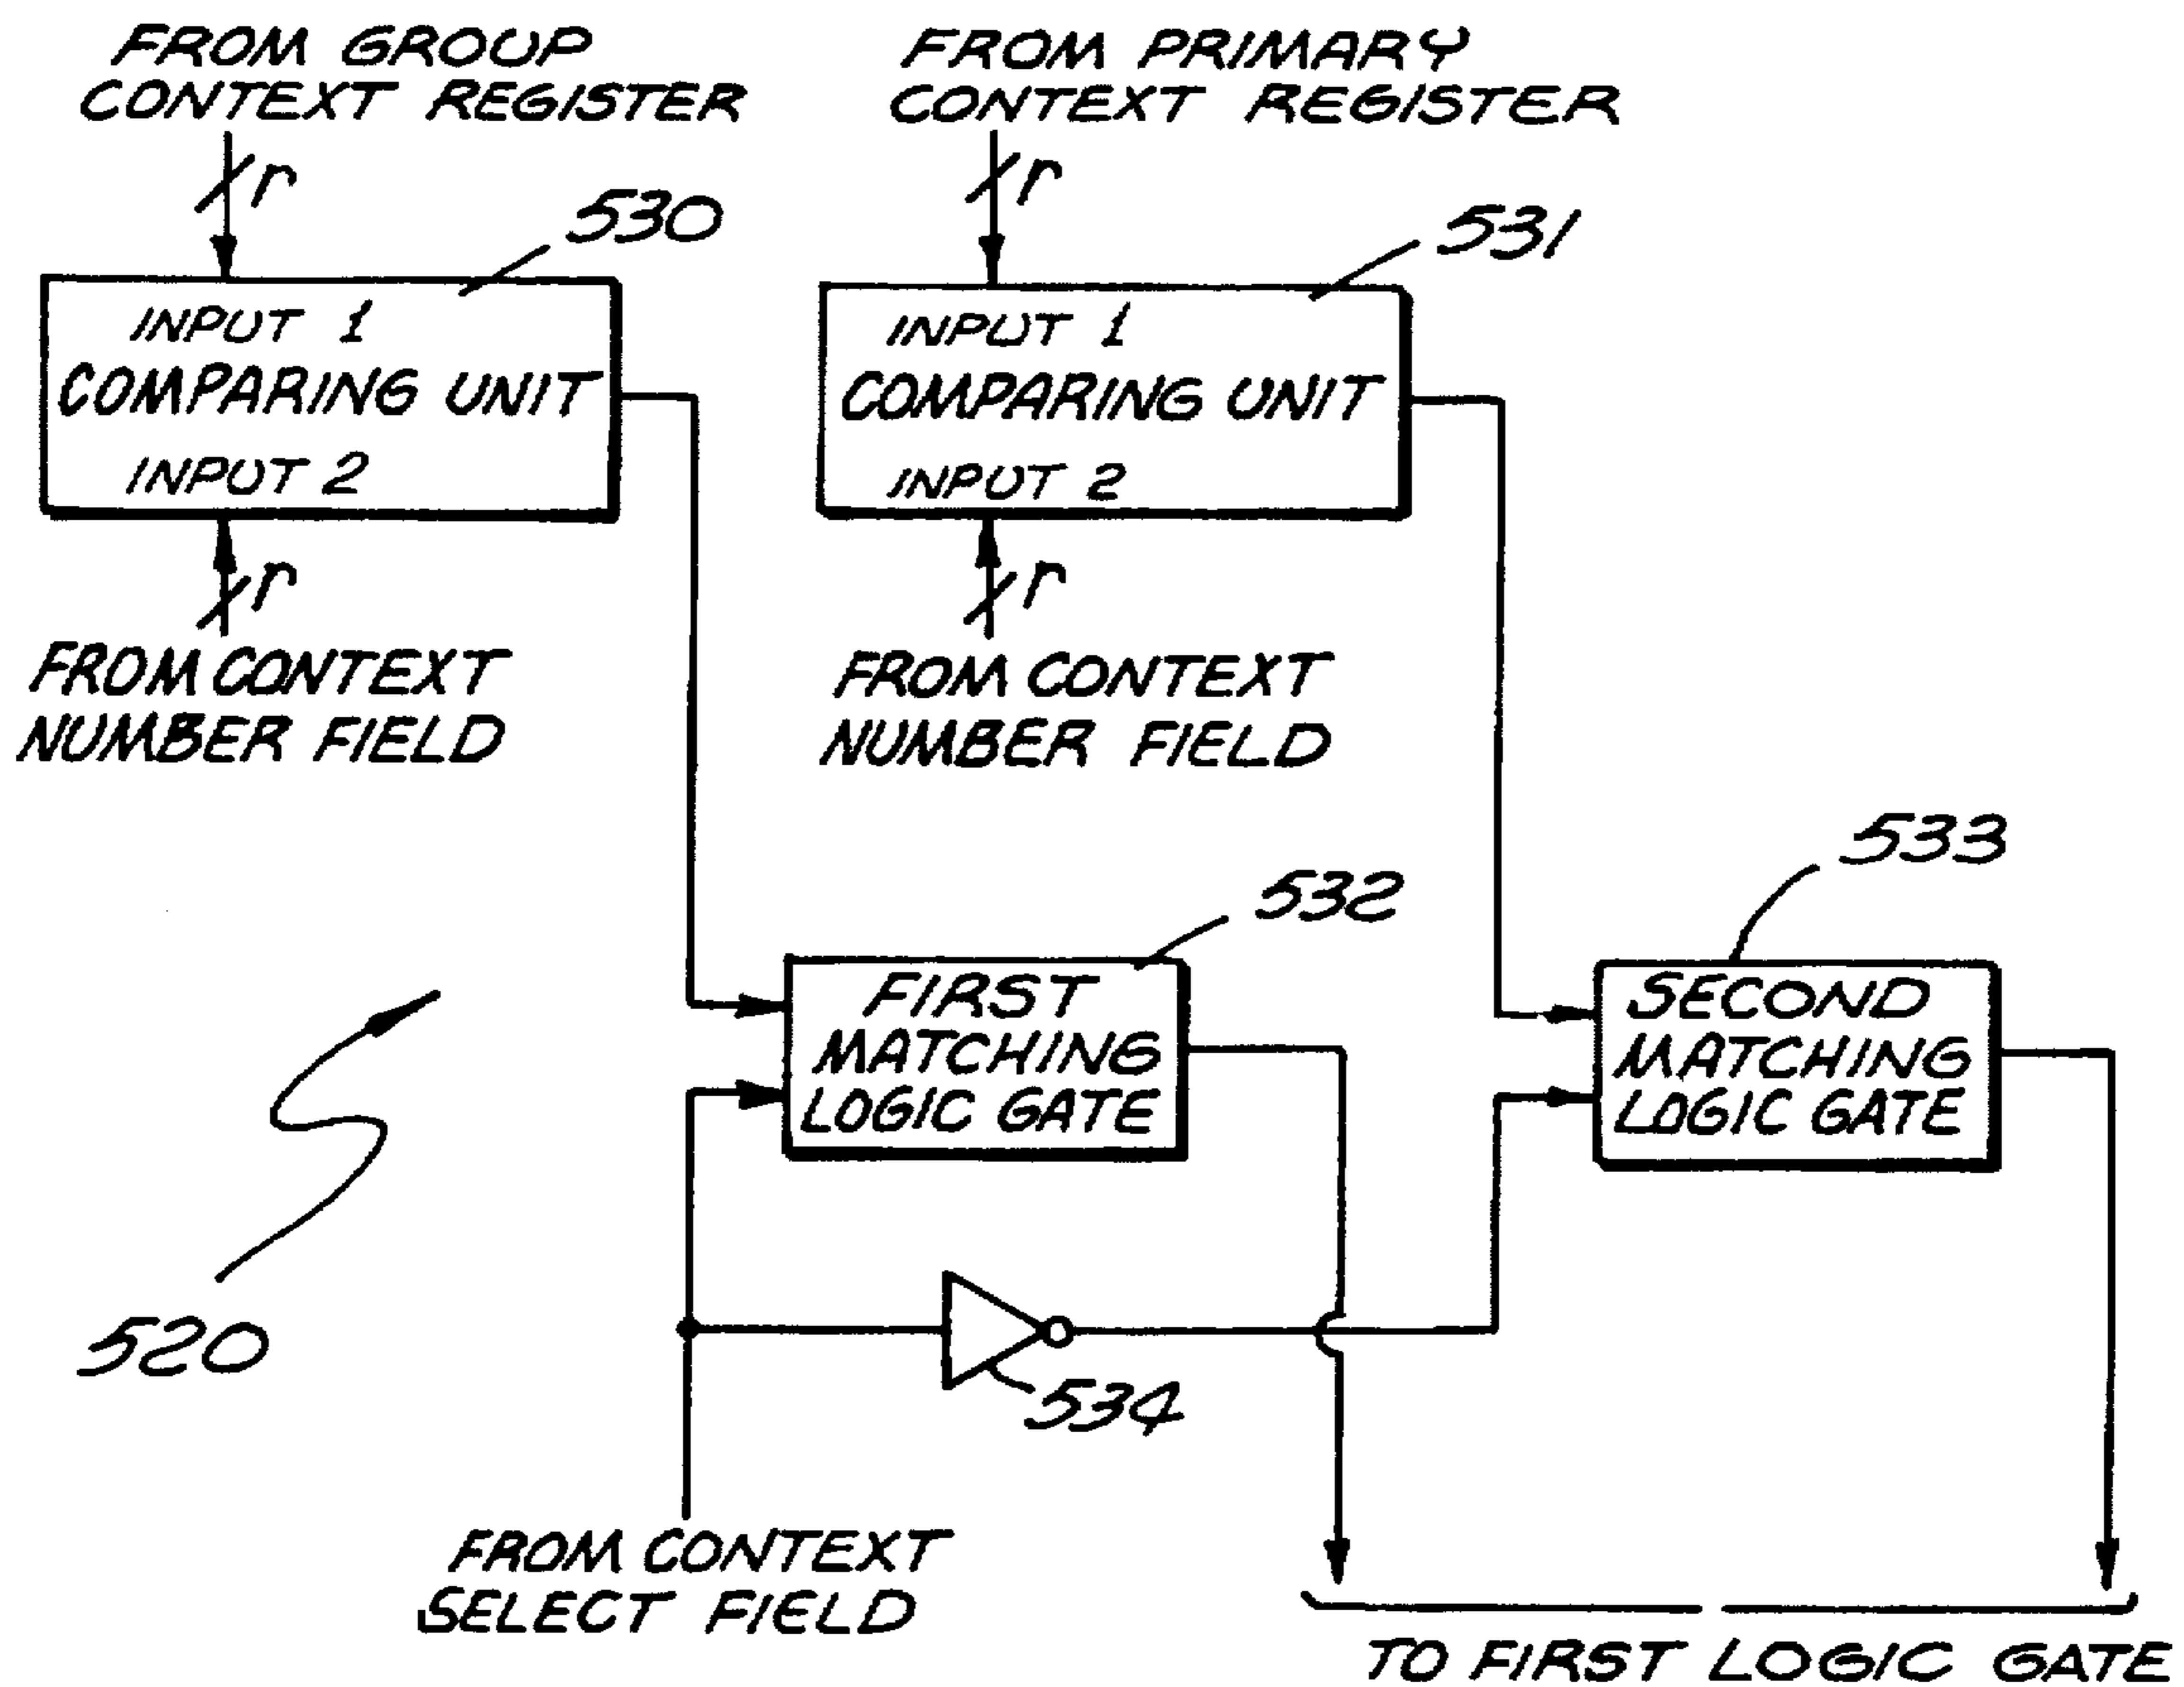 FROM GROUP
CONTEXT REGISTER
r
530
INPUT 1
COMPARING UNIT
INPUT 2
r
FROM CONTEXT
NUMBER FIELD
FROM PRIMARY
CONTEXT REGISTER
r
531
INPUT 1
COMPARING UNIT
INPUT 2
r
FROM CONTEXT
NUMBER FIELD
532
FIRST
MATCHING
LOGIC GATE
533
SECOND
MATCHING
LOGIC GATE
520
534
FROM CONTEXT
SELECT FIELD
TO FIRST LOGIC GATE